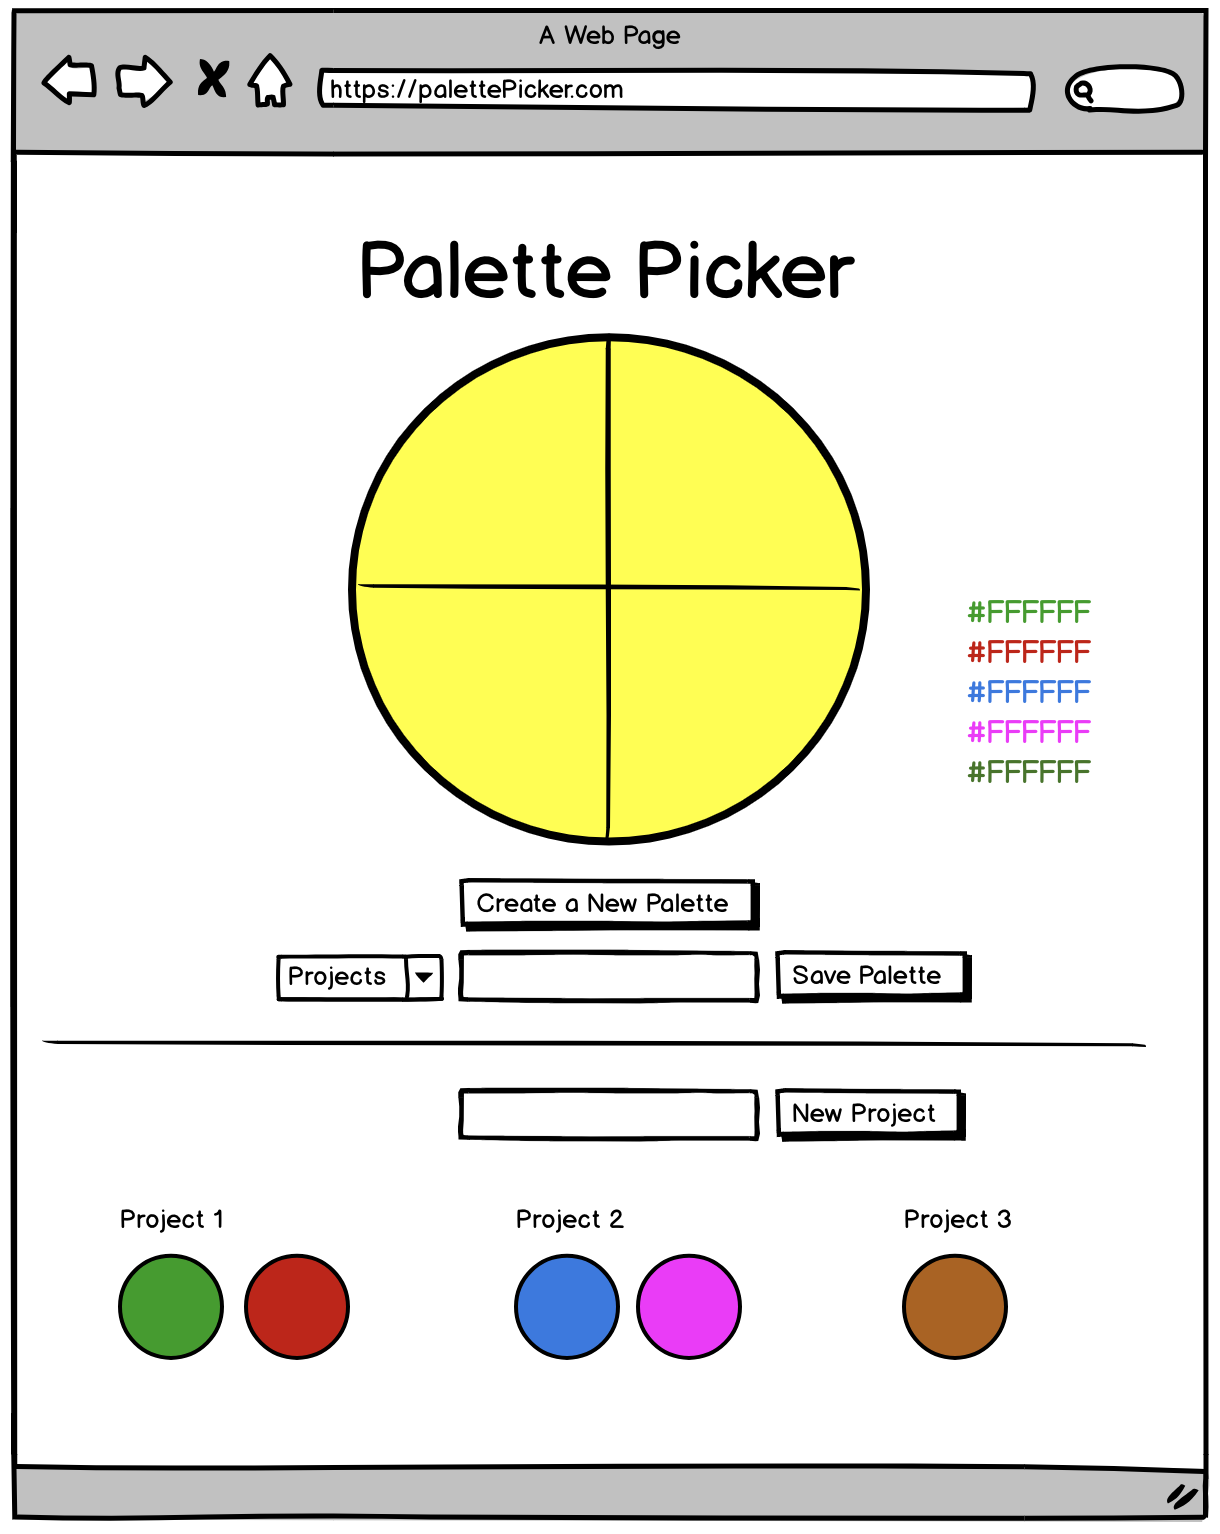 A Web Page
https://palettePicker.com
Palette Picker
#FFFFFF
#FFFFFF
#FFFFFF
#FFFFFF
#FFFFFF
Create a New Palette
Projects
Save Palette
New Project
Project 1
Project 2
Project 3